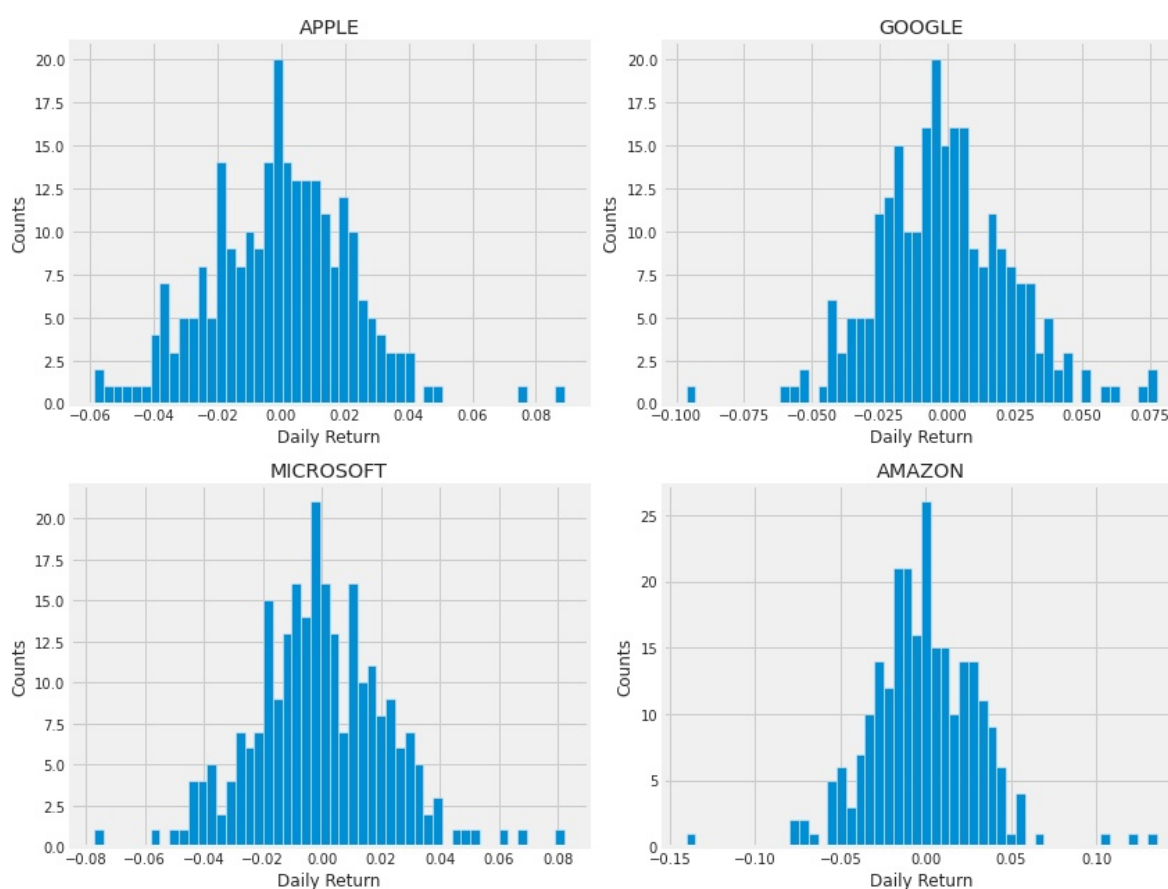 APPLE
20.0
17.5
15.0
12.5
10.0
7.5
5.0
2.5
0.0
Counts
−0.06 −0.04 −0.02 0.00 0.02 0.04 0.06 0.08
Daily Return
GOOGLE
20.0
17.5
15.0
12.5
10.0
7.5
5.0
2.5
0.0
Counts
−0.100 −0.075 −0.050 −0.025 0.000 0.025 0.050 0.075
Daily Return
MICROSOFT
20.0
17.5
15.0
12.5
10.0
7.5
5.0
2.5
0.0
Counts
−0.08 −0.06 −0.04 −0.02 0.00 0.02 0.04 0.06 0.08
Daily Return
AMAZON
25
20
15
10
5
0
Counts
−0.15 −0.10 −0.05 0.00 0.05 0.10
Daily Return